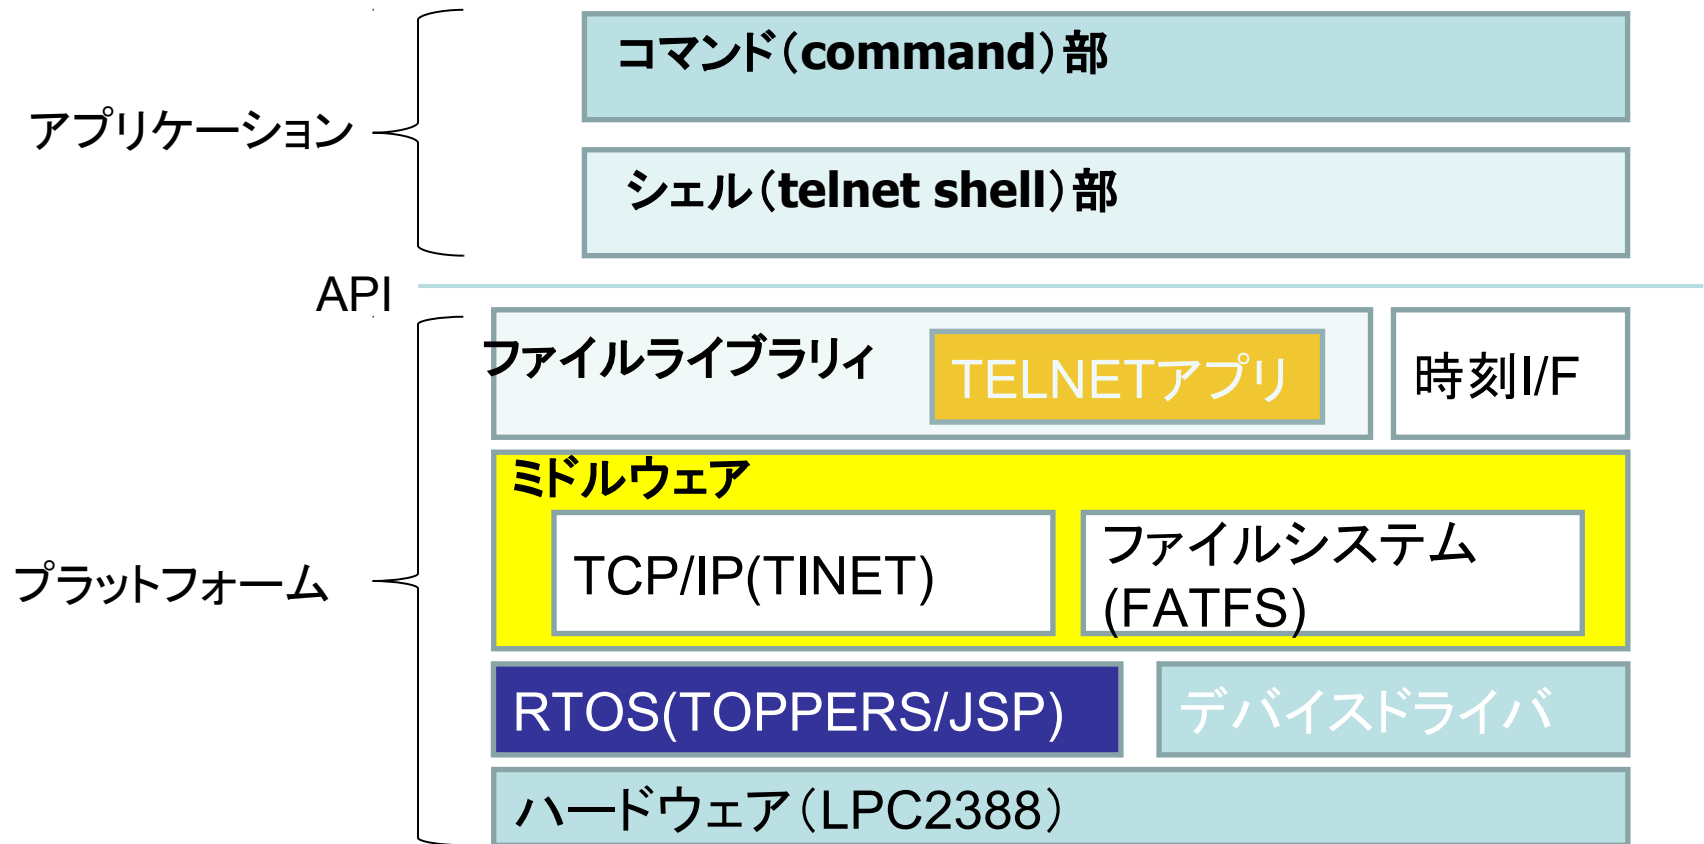 コマンド（command）部
アプリケーション
シェル（telnet shell）部
API
ファイルライブラリィ
TELNETアプリ
時刻I/F
ミドルウェア
TCP/IP(TINET)
ファイルシステム
(FATFS)
プラットフォーム
RTOS(TOPPERS/JSP)
デバイスドライバ
ハードウェア（LPC2388）